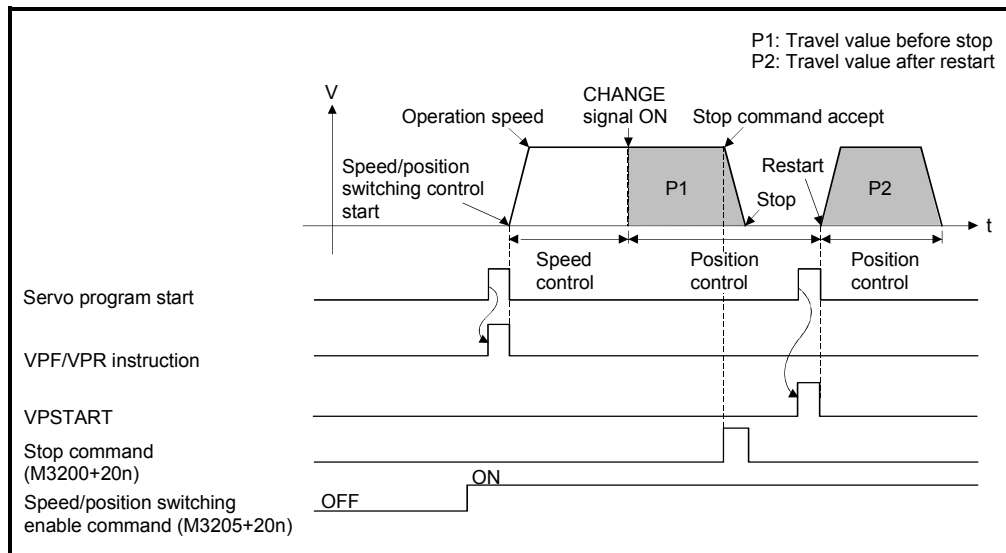 P1: Travel value before stop
P2: Travel value after restart
V
CHANGE
signal ON
Operation speed
Stop command accept
Speed/position
switching control
start
Restart
P1
P2
Stop
t
Speed
control
Position
control
Position
control
Servo program start
VPF/VPR instruction
VPSTART
Stop command
(M3200+20n)
ON
OFF
Speed/position switching
enable command (M3205+20n)